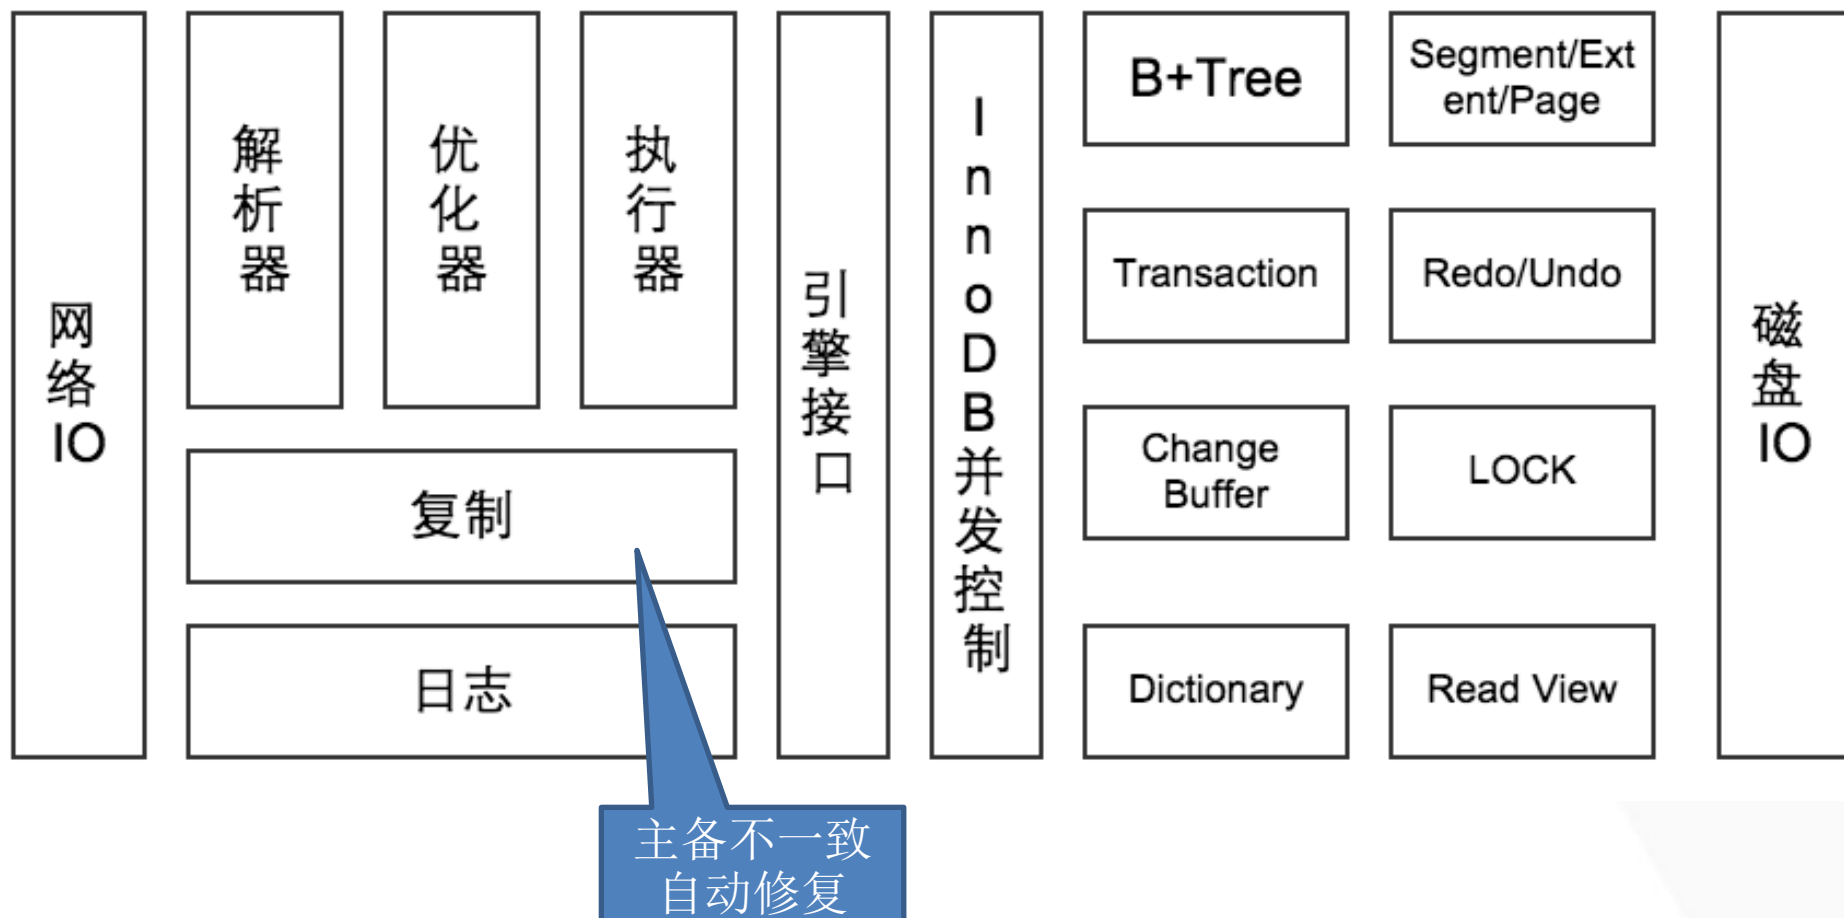 网络IO
解析器
优化器
执行器
复制
日志
引擎接口
InnoDB并发控制
B+Tree
Segment/Ext
ent/Page
Transaction
Redo/Undo
Change
Buffer
LOCK
Dictionary
Read View
磁盘IO
主备不一致
自动修复